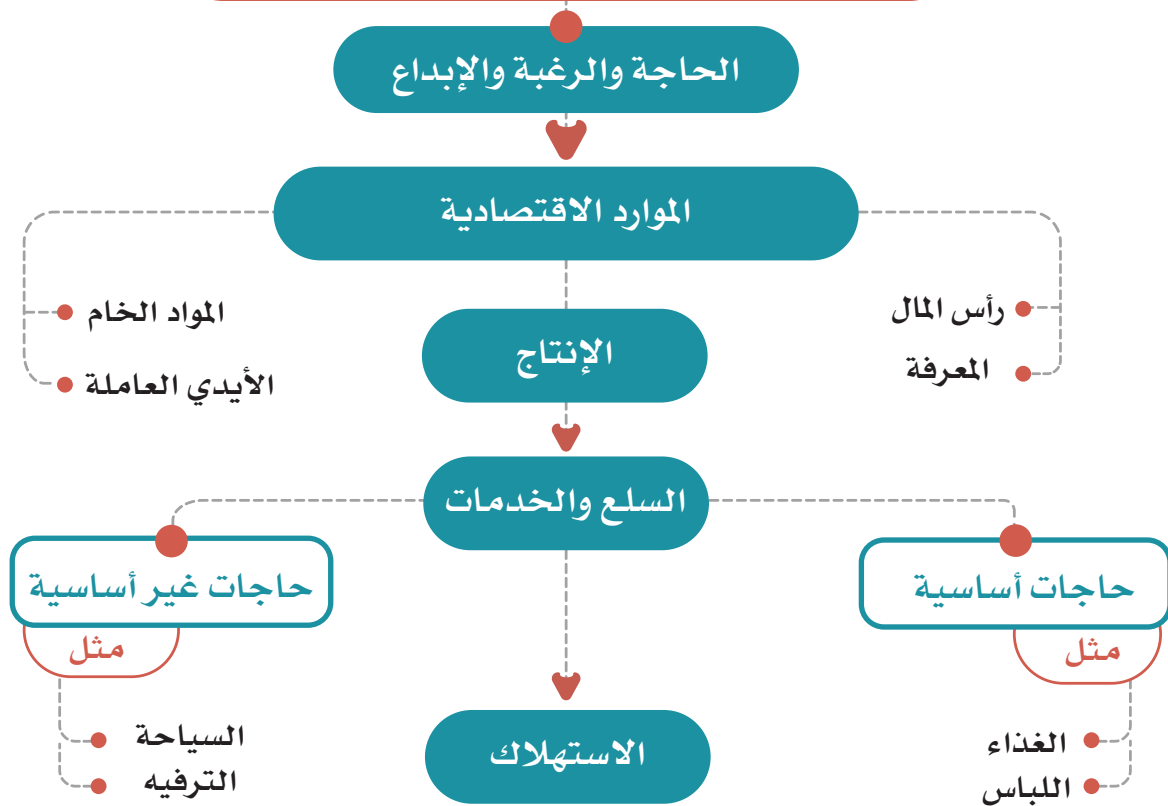 الحاجة والرغبة والإبداع
الموارد الاقتصادية
رأس المال
المعرفة
المواد الخام
الأيدي العاملة
الإنتاج
السلع والخدمات
حاجات أساسية
مثل
الغذاء
اللباس
حاجات غير أساسية
مثل
السياحة
الترفيه
الاستهلاك